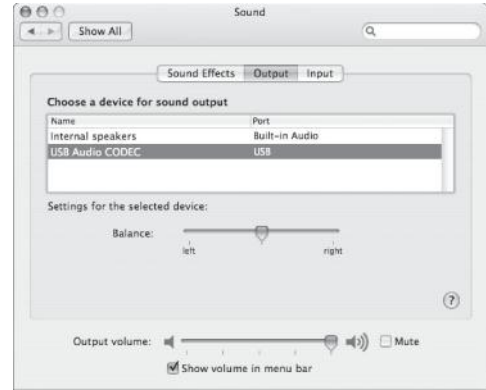 Sound
Show All
Sound Effects Output Input
Choose a device for sound output
Name Port
Internal speakers Built-in Audio
USB Audio CODEC USB
Settings for the selected device:
Balance:
left right
?
Output volume: Mute
Show volume in menu bar